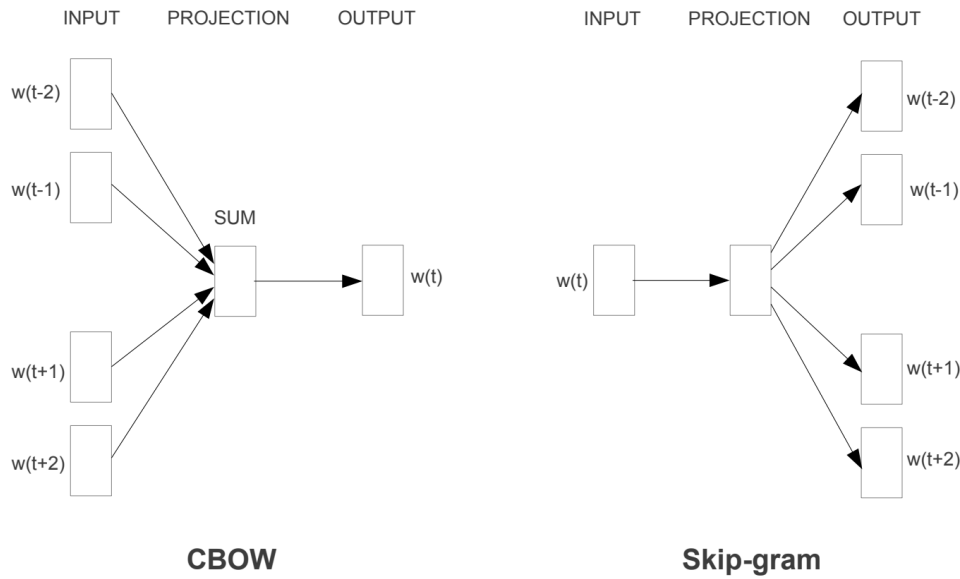 INPUT PROJECTION OUTPUT
w(t-2)
w(t-1)
SUM
w(t)
w(t+1)
w(t+2)
CBOW
INPUT PROJECTION OUTPUT
w(t-2)
w(t-1)
w(t)
w(t+1)
w(t+2)
Skip-gram